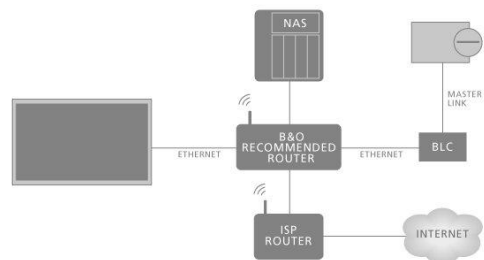 NAS
MASTER
LINK
B&O
RECOMMENDED
ROUTER
ETHERNET
ETHERNET
BLC
ISP
ROUTER
INTERNET